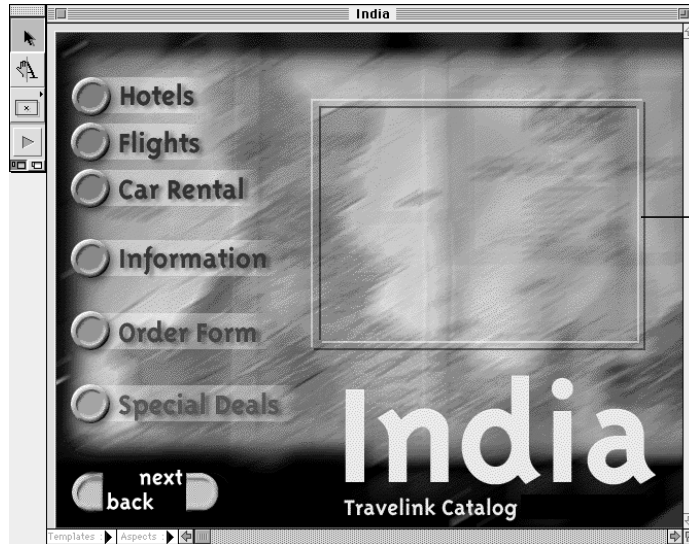 India
Hotels
Flights
Car Rental
Information
Order Form
Special Deals
next
back
India
Travelink Catalog
Templates :
Aspects :